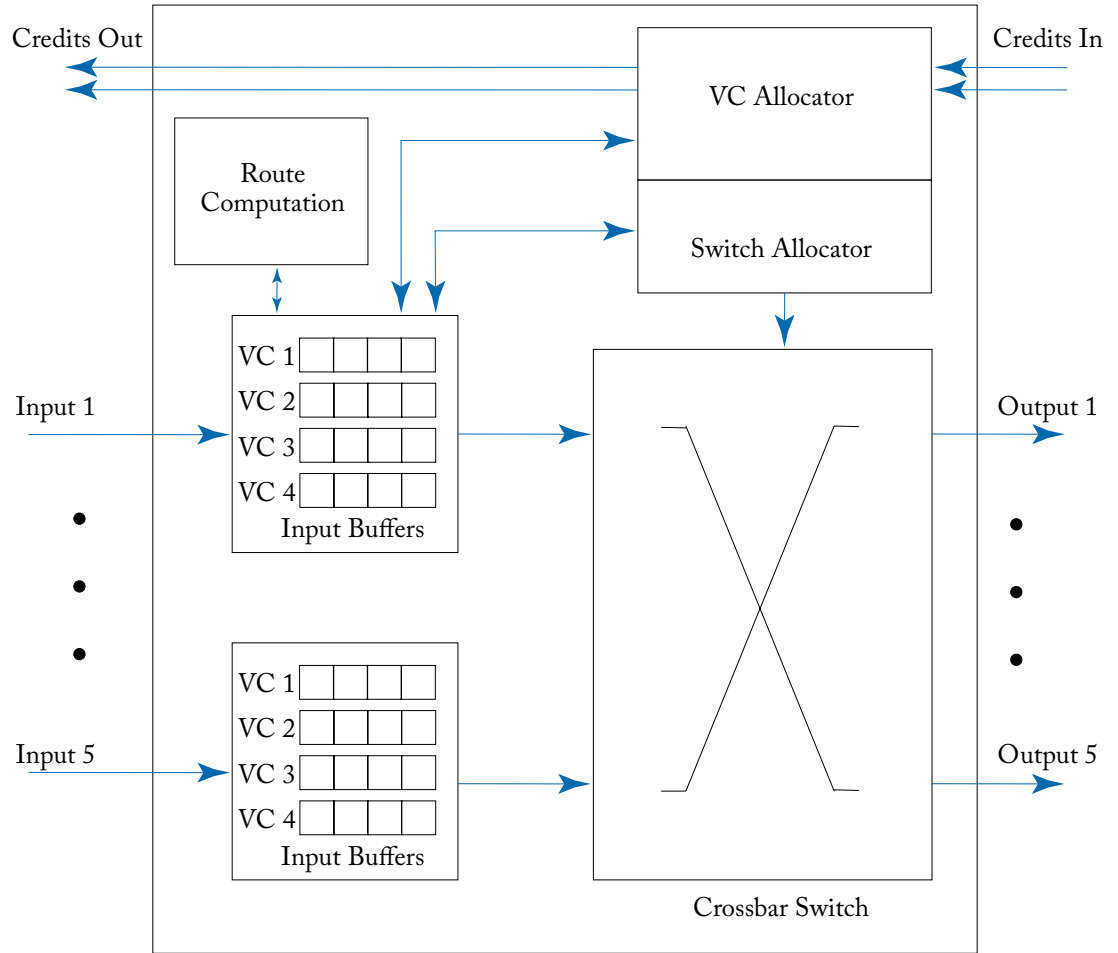 Credits Out
Credits In
VC Allocator
Route
Computation
Switch Allocator
VC 1
VC 2
Input 1
Output 1
VC 3
VC 4
Input Buffers
VC 1
VC 2
Input 5
Output 5
VC 3
VC 4
Input Buffers
Crossbar Switch